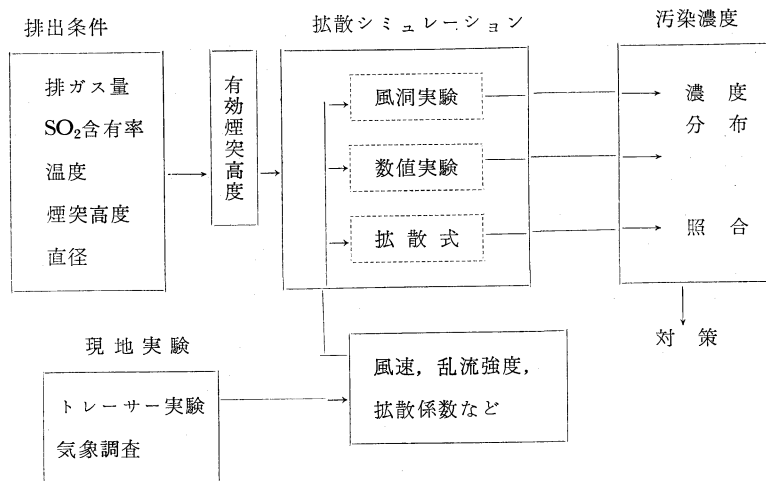 排出条件
排ガス量
SO₂含有率
温度
煙突高度
直径
有効煙突高度
拡散シミュレーション
風洞実験
数値実験
拡散式
汚染濃度
濃度
分布
照合
対策
現地実験
トレーサー実験
気象調査
風速，乱流強度，
拡散係数など